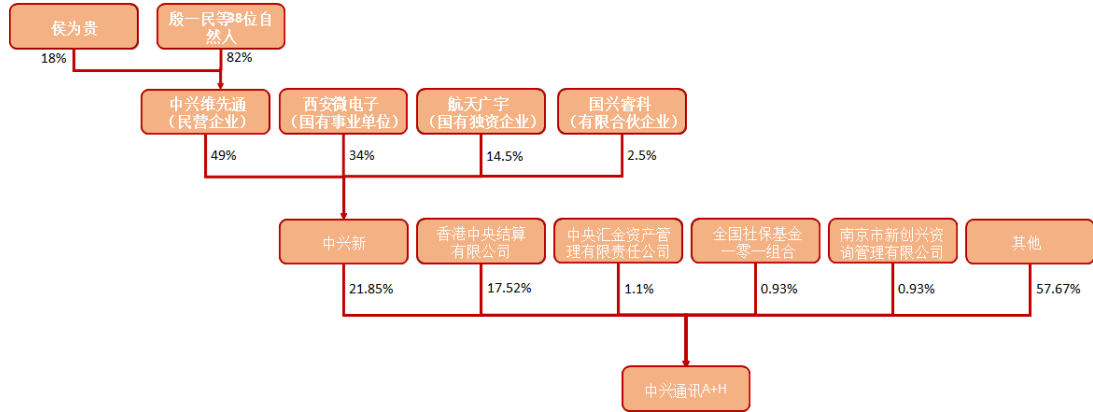 侯为贵
殷一民等38位自
然人
18%
82%
中兴维先通
（民营企业）
西安微电子
（国有事业单位）
航天广宇
（国有独资企业）
国兴睿科
（有限合伙企业）
49%
34%
14.5%
2.5%
中兴新
香港中央结算
有限公司
中央汇金资产管
理有限责任公司
全国社保基金
一零一组合
南京市新创兴资
询管理有限公司
其他
21.85%
17.52%
1.1%
0.93%
0.93%
57.67%
中兴通讯A+H